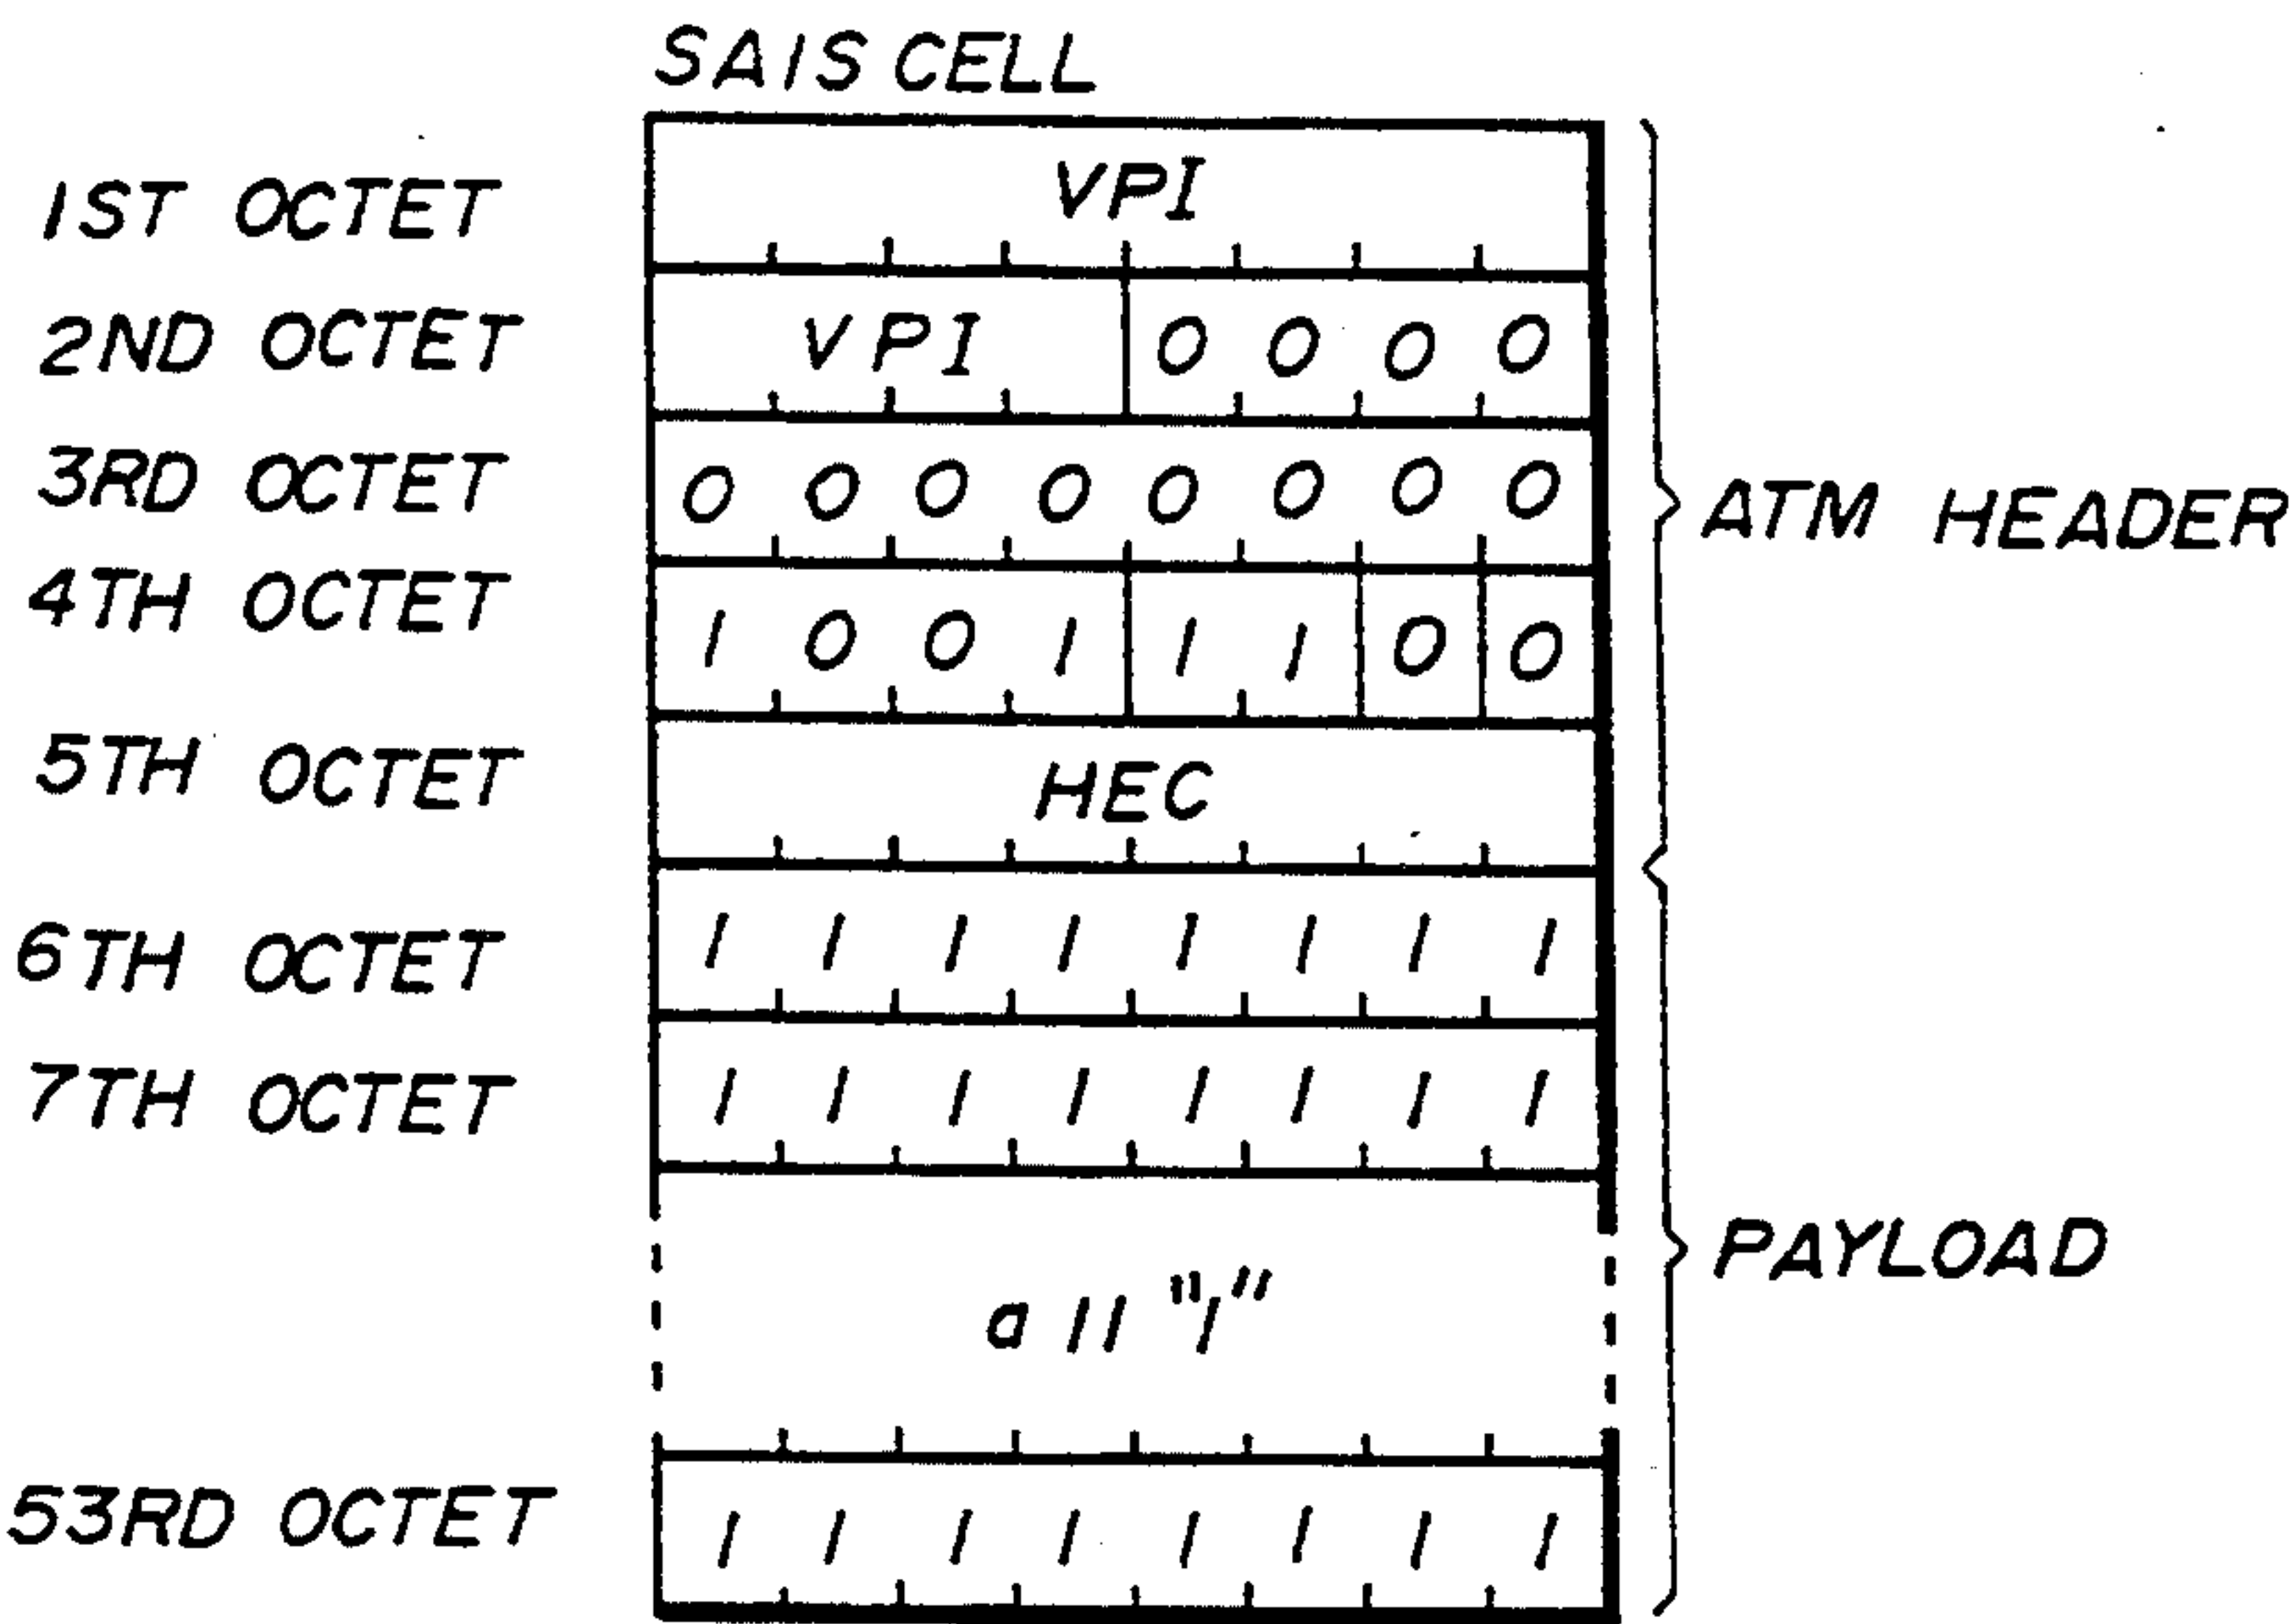 SAIS CELL
1ST OCTET VPI
2ND OCTET VPI 0 0 0 0
3RD OCTET 0 0 0 0 0 0 0 0
ATM HEADER
4TH OCTET 1 0 0 1 1 1 0 0
5TH OCTET HEC
6TH OCTET 1 1 1 1 1 1 1 1
7TH OCTET 1 1 1 1 1 1 1 1
PAYLOAD
all "1"
53RD OCTET 1 1 1 1 1 1 1 1